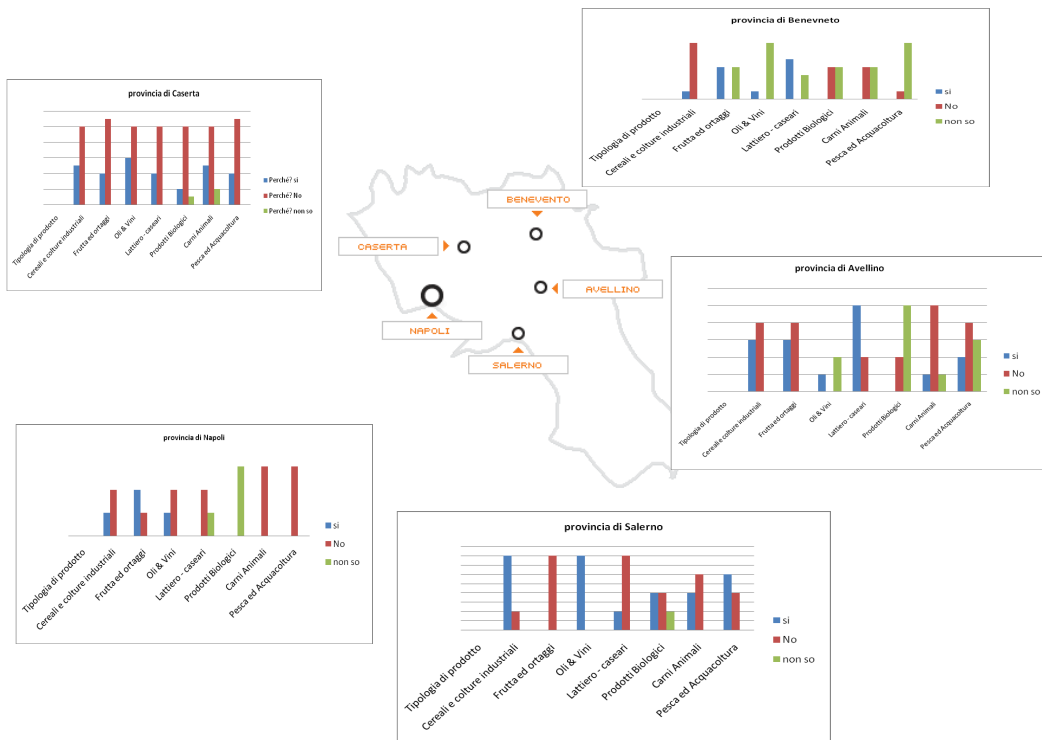 provincia di Benevneto
si
No
non so
Tipologia di prodotto
Cereali e colture industriali
Frutta ed ortaggi
Oli & Vini
Lattiero - caseari
Prodotti Biologici
Carni Animali
Pesca ed Acquacoltura
provincia di Caserta
Perché? si
Perché? No
Perché? non so
Tipologia di prodotto
Cereali e colture industriali
Frutta ed ortaggi
Oli & Vini
Lattiero - caseari
Prodotti Biologici
Carni Animali
Pesca ed Acquacoltura
BENEVENTO
CASERTA
AVELLINO
NAPOLI
SALERNO
provincia di Avellino
si
No
non so
Tipologia di prodotto
Cereali e colture industriali
Frutta ed ortaggi
Oli & Vini
Lattiero - caseari
Prodotti Biologici
Carni Animali
Pesca ed Acquacoltura
provincia di Napoli
si
No
non so
Tipologia di prodotto
Cereali e colture industriali
Frutta ed ortaggi
Oli & Vini
Lattiero - caseari
Prodotti Biologici
Carni Animali
Pesca ed Acquacoltura
provincia di Salerno
si
No
non so
Tipologia di prodotto
Cereali e colture industriali
Frutta ed ortaggi
Oli & Vini
Lattiero - caseari
Prodotti Biologici
Carni Animali
Pesca ed Acquacoltura